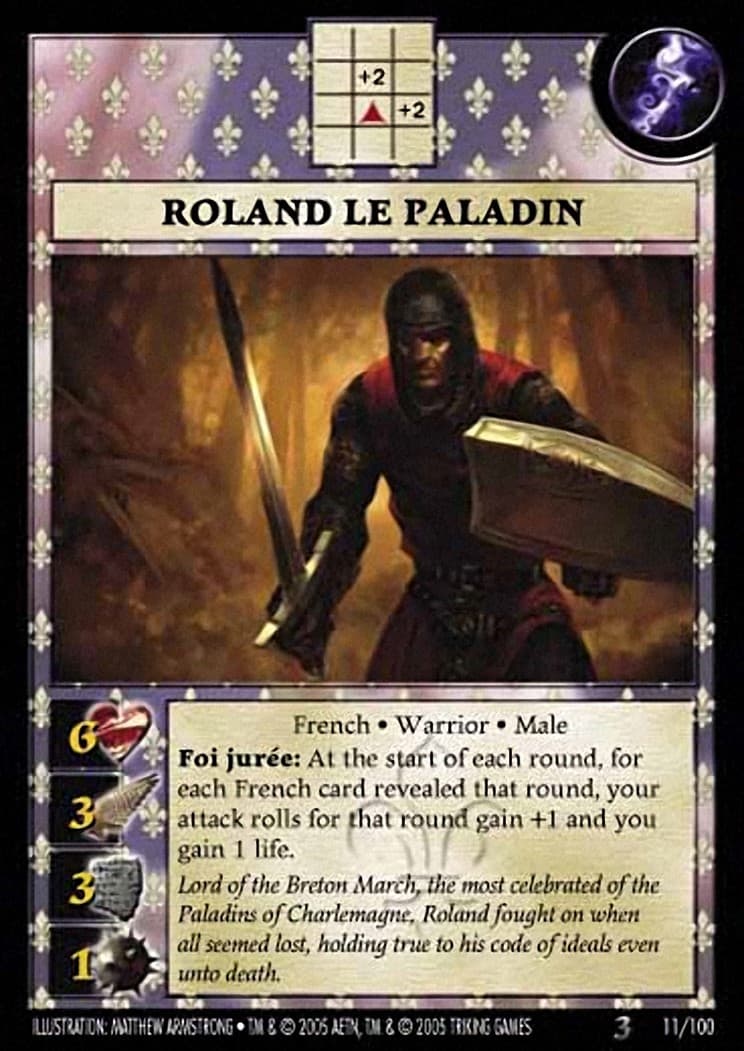 +2
+2
ROLAND LE PALADIN
6
3
3
1
French • Warrior • Male
Foi jurée: At the start of each round, for
each French card revealed that round, your
attack rolls for that round gain +1 and you
gain 1 life.
Lord of the Breton March, the most celebrated of the
Paladins of Charlemagne, Roland fought on when
all seemed lost, holding true to his code of ideals even
unto death.
ILLUSTRATION: MATTHEW ARMSTRONG • TM & © 2005 AETN, TM & © 2005 TRIKING GAMES 3 11/100